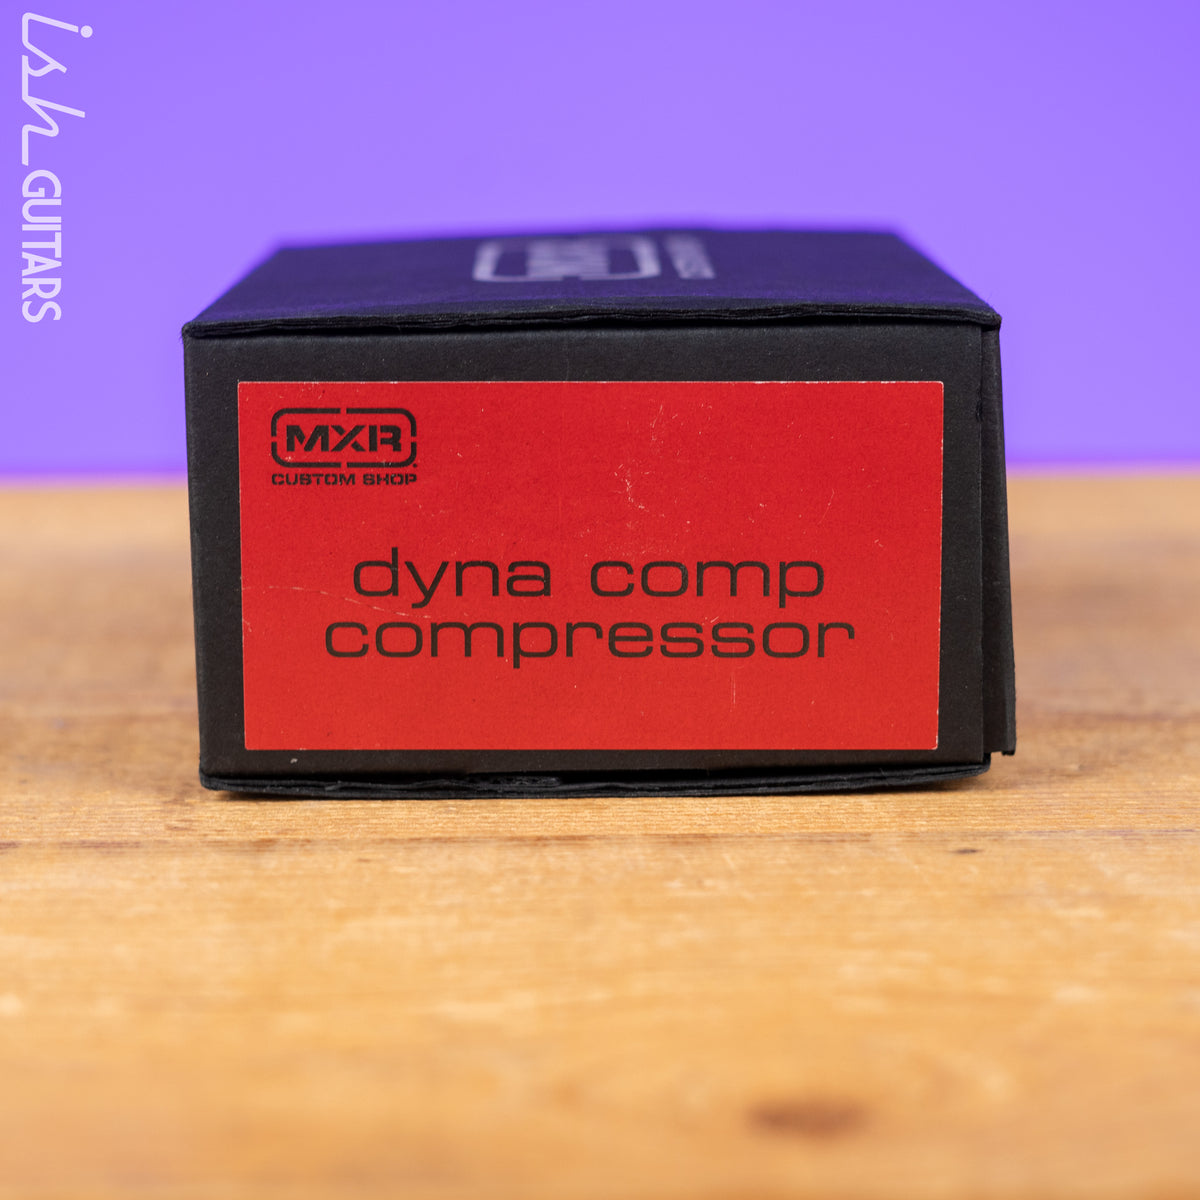 ish GUITARS
MXR
CUSTOM SHOP
dyna comp
compressor